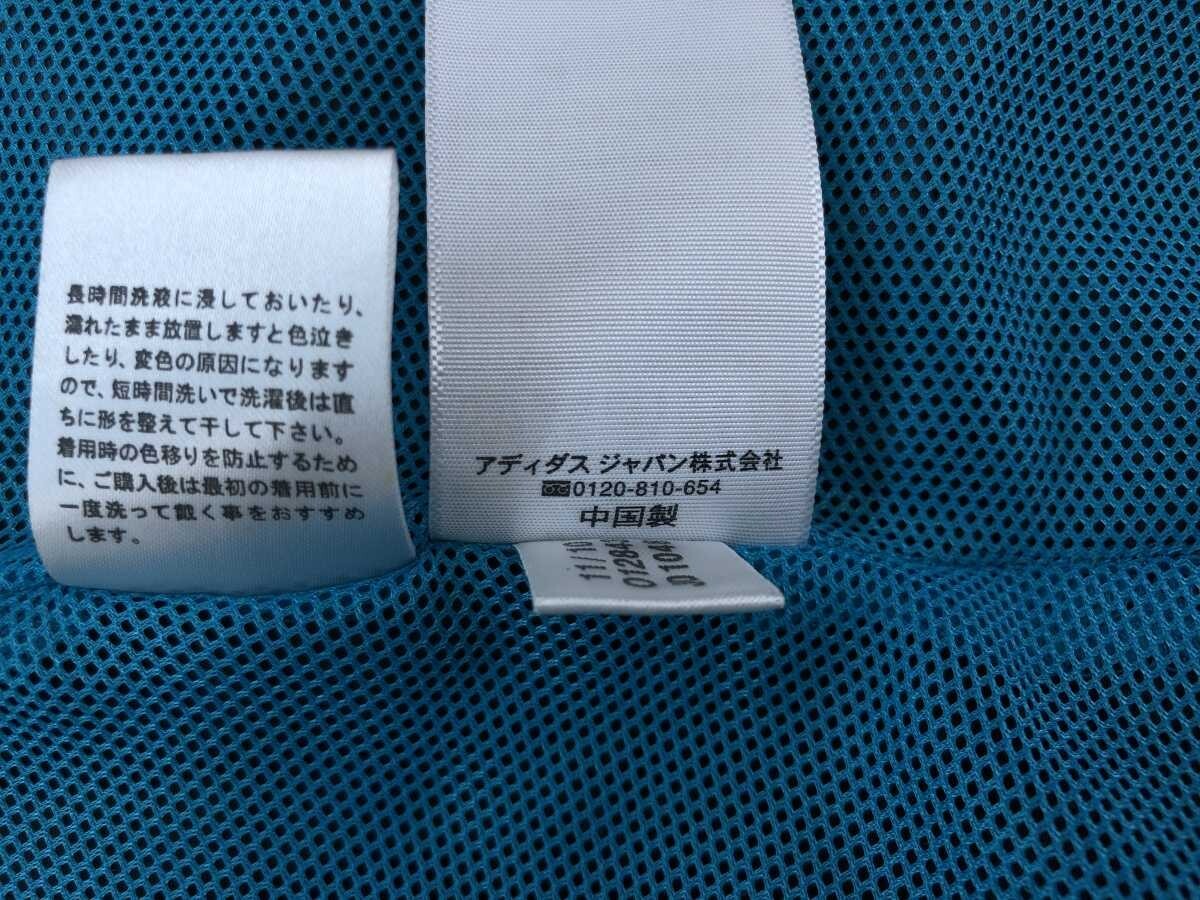 長時間洗液に浸しておいたり、
濡れたまま放置しますと色泣き
したり、変色の原因になります
ので、短時間洗いで洗濯後は直
ちに形を整えて干して下さい。
着用時の色移りを防止するため
に、ご購入後は最初の着用前に
一度洗って戴く事をおすすめ
します。
アディダス ジャパン株式会社
0120-810-654
中国製
11/10